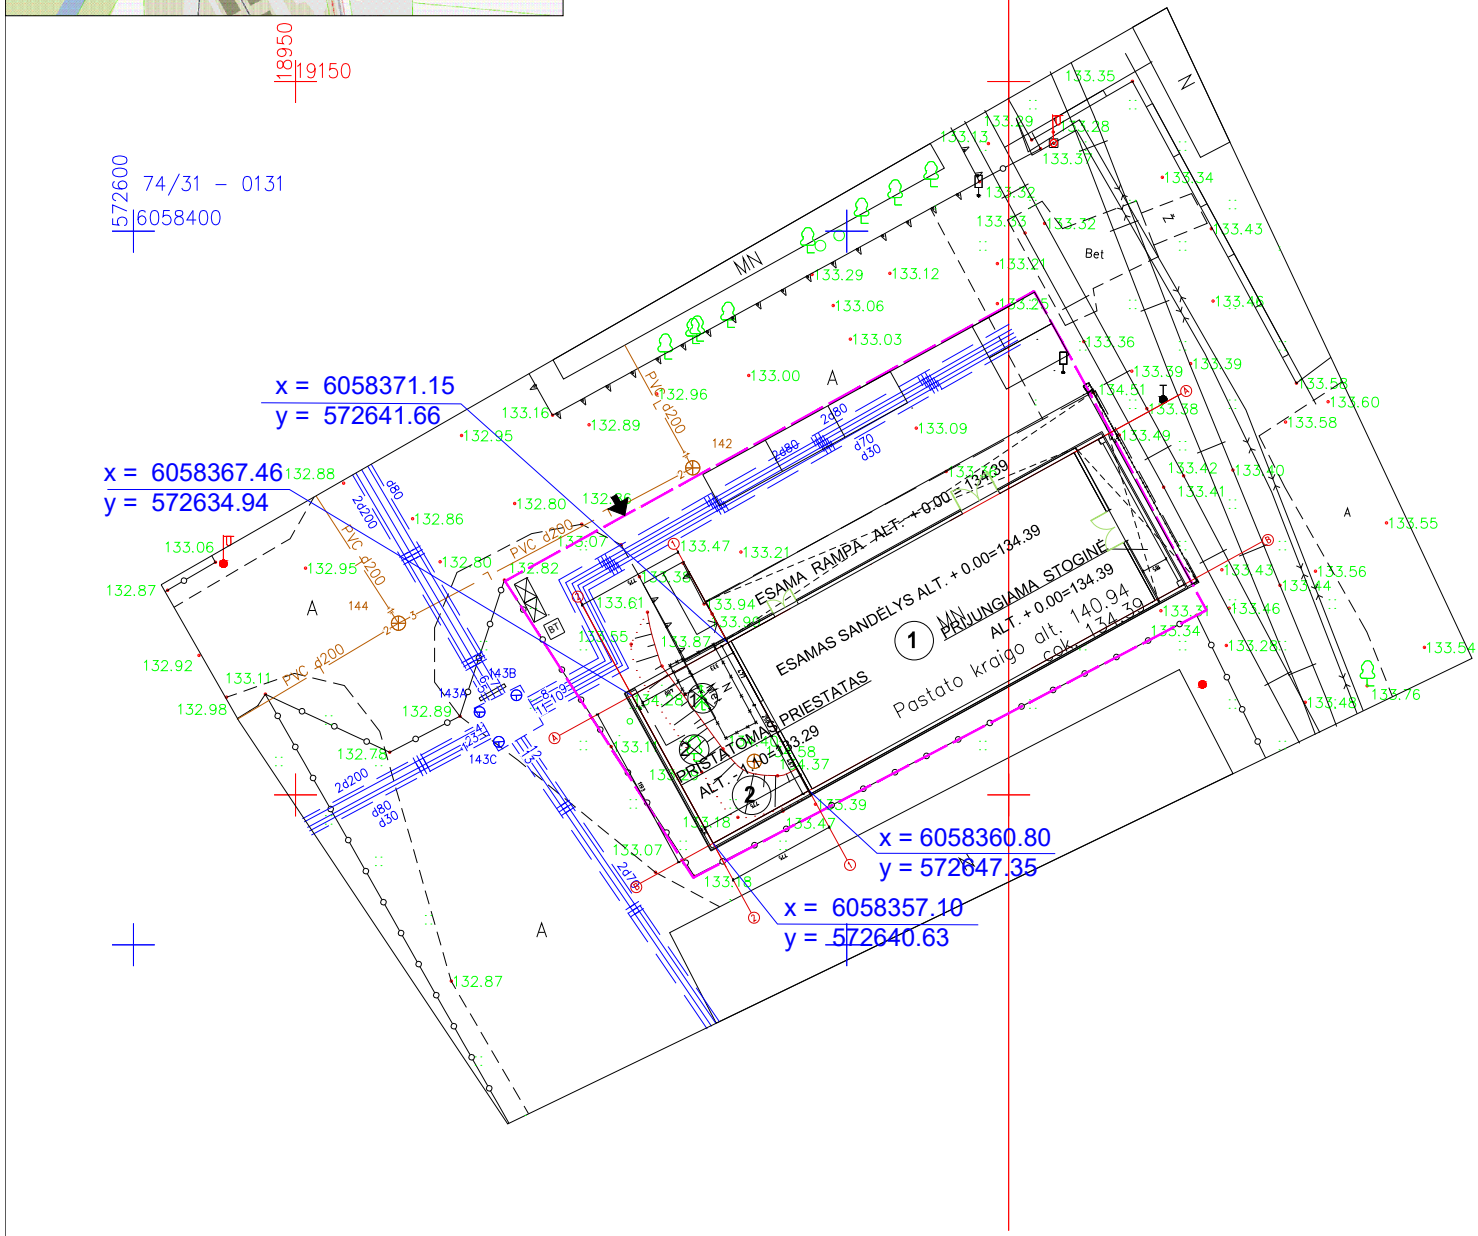 18950
19150
572600
74/31 - 0131
6058400
133.35
N
133.29
133.28
133.13
133.37
133.32
133.34
133.33
133.32
133.43
Bet
MN
133.21
133.29
133.12
133.06
133.25
133.46
133.03
133.36
133.39
133.39
133.00
A
x = 6058371.15
y = 572641.66
PVC d200
132.96
134.51
133.38
133.58
133.60
133.16
132.89
132.95
142
2d80
2d80
d70
d30
133.09
133.49
133.58
x = 6058367.46
y = 572634.94
132.88
d80
2d200
132.80
132.86
133.42
133.40
133.41
A
133.55
PVC d200
PVC d200
133.07
133.06
132.95
132.80
132.82
132.87
133.47
133.21
133.38
ESAMA RAMPA ALT. +0.00 = 134.39
ESAMAS SANDĖLYS ALT. + 0.00=134.39
PRIJUNGIAMA STOGINĖ
ALT. + 0.00=134.39
MN
1
Pastato kraigo alt. 140.94
cok. 134.39
133.43
133.44
133.56
133.46
133.34
133.28
133.54
133.76
133.48
A
144
BT
133.61
133.55
133.87
132.92
PVC d200
133.11
132.98
143B
143A
132.89
143C
132.78
2d200
d80
d30
PRISTATOMAS PRIESTATAS
ALT. -1.10=133.29
2
134.37
133.39
133.47
133.18
133.07
133.18
2d70
x = 6058360.80
y = 572647.35
x = 6058357.10
y = 572640.63
A
132.87